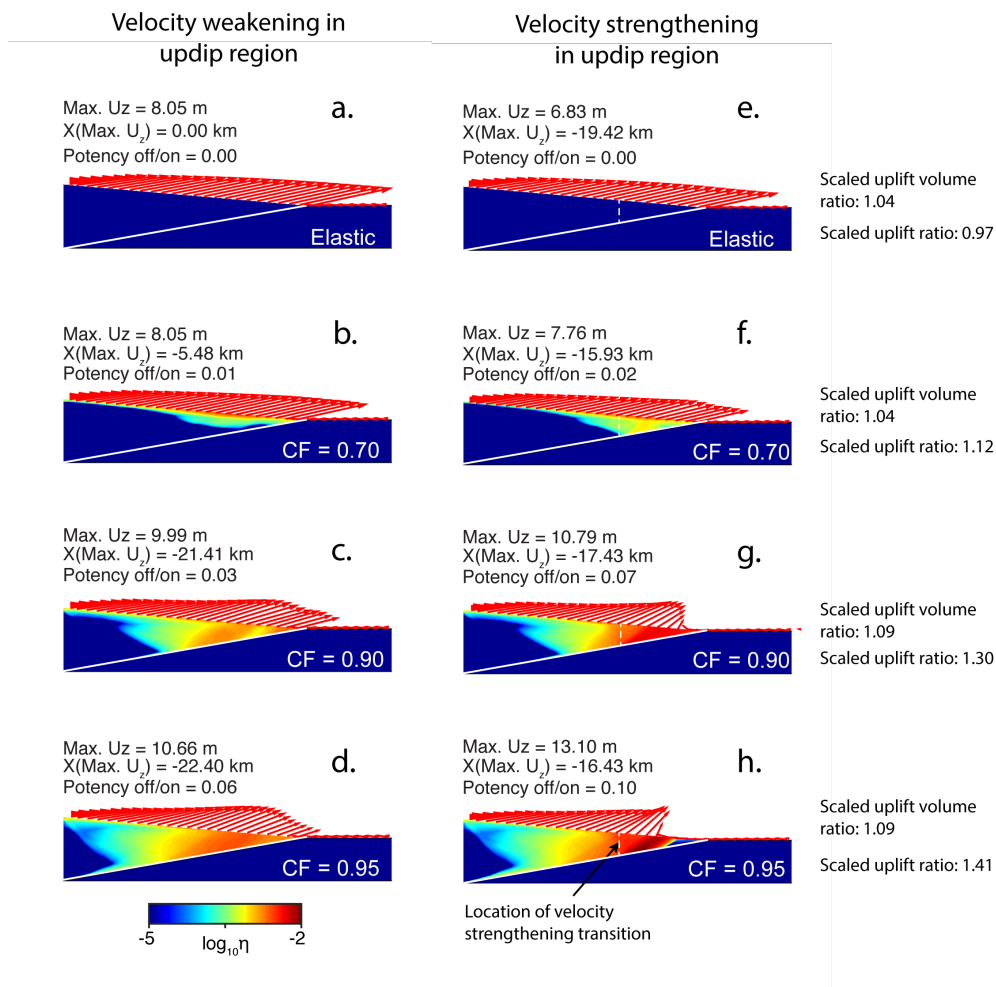 Velocity weakening in
updip region
Velocity strengthening
in updip region
Max. Uz = 8.05 m
X(Max. Uz) = 0.00 km
Potency off/on = 0.00
a.
Elastic
Max. Uz = 6.83 m
X(Max. Uz) = -19.42 km
Potency off/on = 0.00
e.
Elastic
Scaled uplift volume
ratio: 1.04
Scaled uplift ratio: 0.97
Max. Uz = 8.05 m
X(Max. Uz) = -5.48 km
Potency off/on = 0.01
b.
CF = 0.70
Max. Uz = 7.76 m
X(Max. Uz) = -15.93 km
Potency off/on = 0.02
f.
CF = 0.70
Scaled uplift volume
ratio: 1.04
Scaled uplift ratio: 1.12
Max. Uz = 9.99 m
X(Max. Uz) = -21.41 km
Potency off/on = 0.03
c.
CF = 0.90
Max. Uz = 10.79 m
X(Max. Uz) = -17.43 km
Potency off/on = 0.07
g.
CF = 0.90
Scaled uplift volume
ratio: 1.09
Scaled uplift ratio: 1.30
Max. Uz = 10.66 m
X(Max. Uz) = -22.40 km
Potency off/on = 0.06
d.
CF = 0.95
Max. Uz = 13.10 m
X(Max. Uz) = -16.43 km
Potency off/on = 0.10
h.
CF = 0.95
Scaled uplift volume
ratio: 1.09
Scaled uplift ratio: 1.41
-5
-2
log₁₀η
Location of velocity
strengthening transition